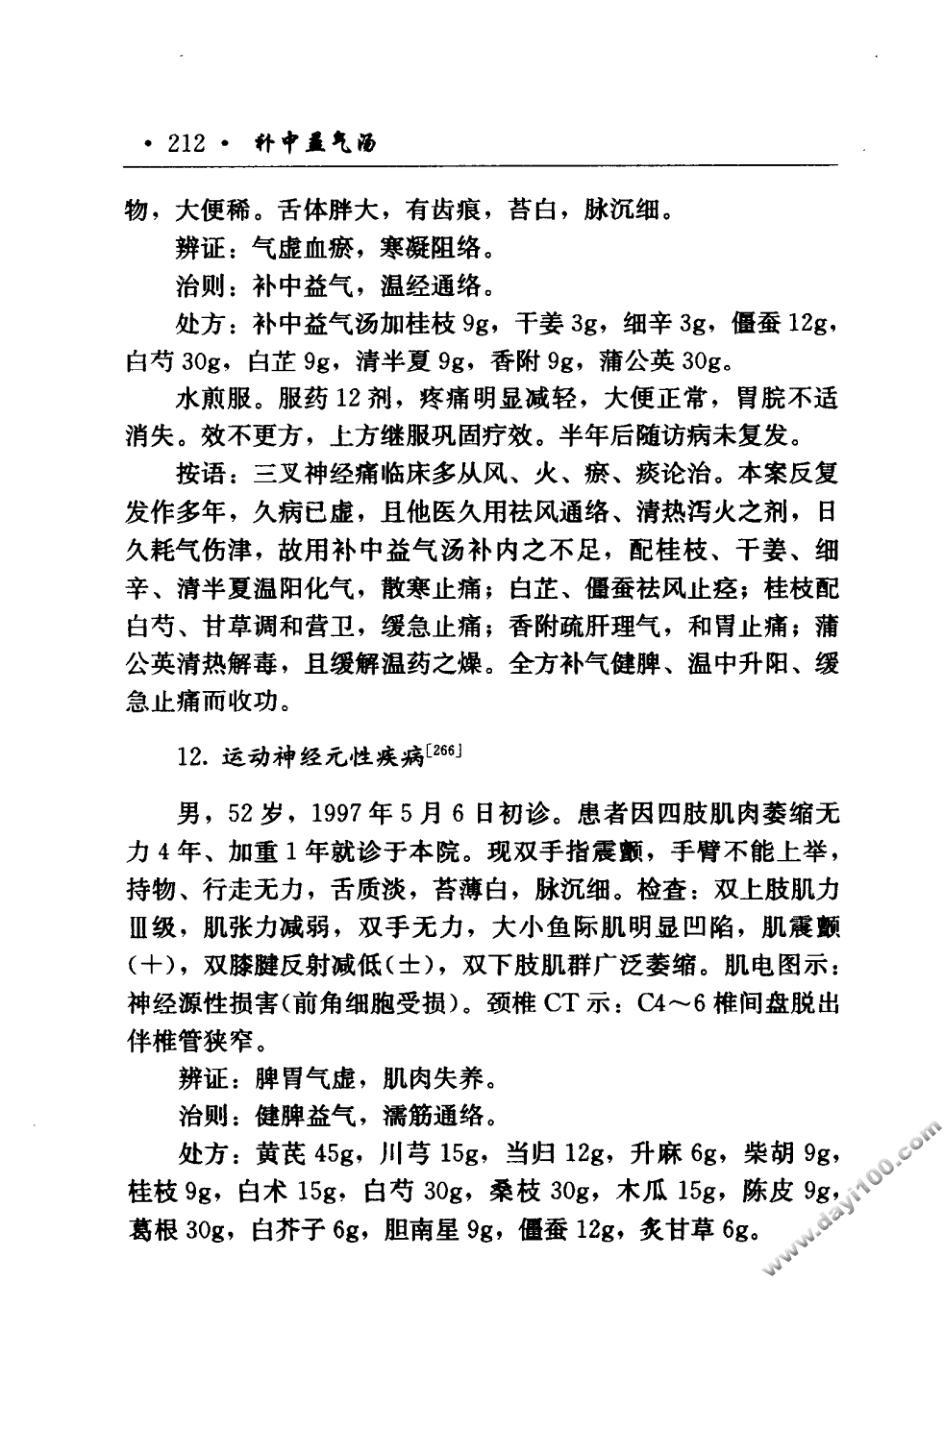 · 212 · 补中益气汤
物，大便稀。舌体胖大，有齿痕，苔白，脉沉细。
辨证：气虚血瘀，寒凝阻络。
治则：补中益气，温经通络。
处方：补中益气汤加桂枝 9g，干姜 3g，细辛 3g，僵蚕 12g，
白芍 30g，白芷 9g，清半夏 9g，香附 9g，蒲公英 30g。
水煎服。服药 12 剂，疼痛明显减轻，大便正常，胃脘不适
消失。效不更方，上方继服巩固疗效。半年后随访病未复发。
按语：三叉神经痛临床多从风、火、瘀、痰论治。本案反复
发作多年，久病已虚，且他医久用祛风通络、清热泻火之剂，日
久耗气伤津，故用补中益气汤补内之不足，配桂枝、干姜、细
辛、清半夏温阳化气，散寒止痛；白芷、僵蚕祛风止痉；桂枝配
白芍、甘草调和营卫，缓急止痛；香附疏肝理气，和胃止痛；蒲
公英清热解毒，且缓解温药之燥。全方补气健脾、温中升阳、缓
急止痛而收功。
12. 运动神经元性疾病[266]
男，52 岁，1997 年 5 月 6 日初诊。患者因四肢肌肉萎缩无
力 4 年、加重 1 年就诊于本院。现双手指震颤，手臂不能上举，
持物、行走无力，舌质淡，苔薄白，脉沉细。检查：双上肢肌力
Ⅲ级，肌张力减弱，双手无力，大小鱼际肌明显凹陷，肌震颤
(＋)，双膝腱反射减低(±)，双下肢肌群广泛萎缩。肌电图示：
神经源性损害(前角细胞受损)。颈椎 CT 示：C4～6 椎间盘脱出
伴椎管狭窄。
辨证：脾胃气虚，肌肉失养。
治则：健脾益气，濡筋通络。
处方：黄芪 45g，川芎 15g，当归 12g，升麻 6g，柴胡 9g，
桂枝 9g，白术 15g，白芍 30g，桑枝 30g，木瓜 15g，陈皮 9g，
葛根 30g，白芥子 6g，胆南星 9g，僵蚕 12g，炙甘草 6g。
www.dayi100.com